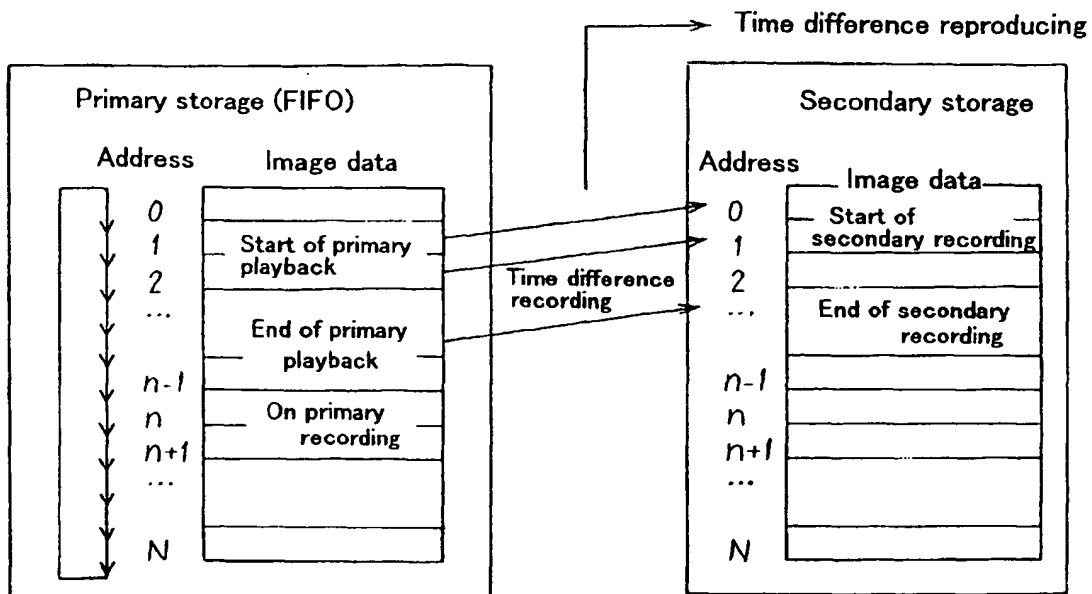 Time difference reproducing
Primary storage (FIFO)
Address
Image data
0
1
2
...
n-1
n
n+1
...
N
Start of primary
playback
End of primary
playback
On primary
recording
Time difference
recording
Secondary storage
Address
Image data
0
1
2
...
n-1
n
n+1
...
N
Start of
secondary recording
End of secondary
recording